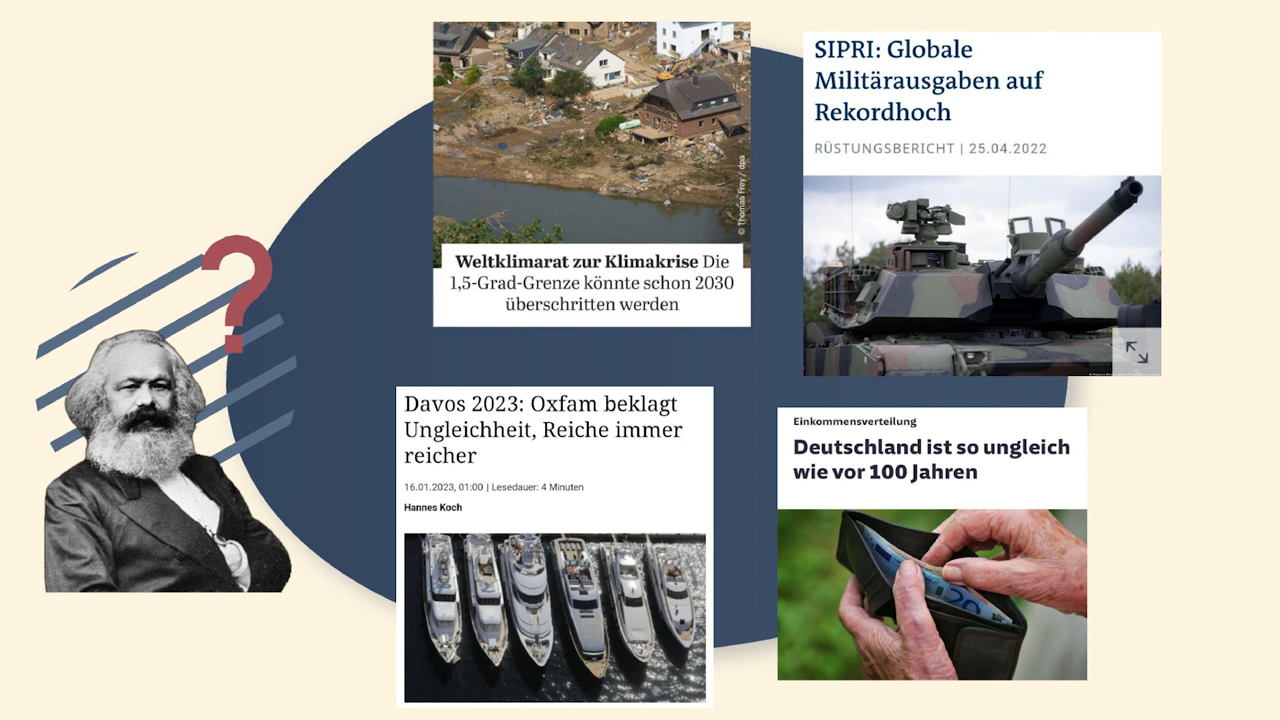 ?
© Thomas Frey / dpa
Weltklimarat zur Klimakrise Die
1,5-Grad-Grenze könnte schon 2030
überschritten werden
SIPRI: Globale
Militärausgaben auf
Rekordhoch
RÜSTUNGSBERICHT | 25.04.2022
Davos 2023: Oxfam beklagt
Ungleichheit, Reiche immer
reicher
16.01.2023, 01:00 | Lesedauer: 4 Minuten
Hannes Koch
Einkommensverteilung
Deutschland ist so ungleich
wie vor 100 Jahren
20